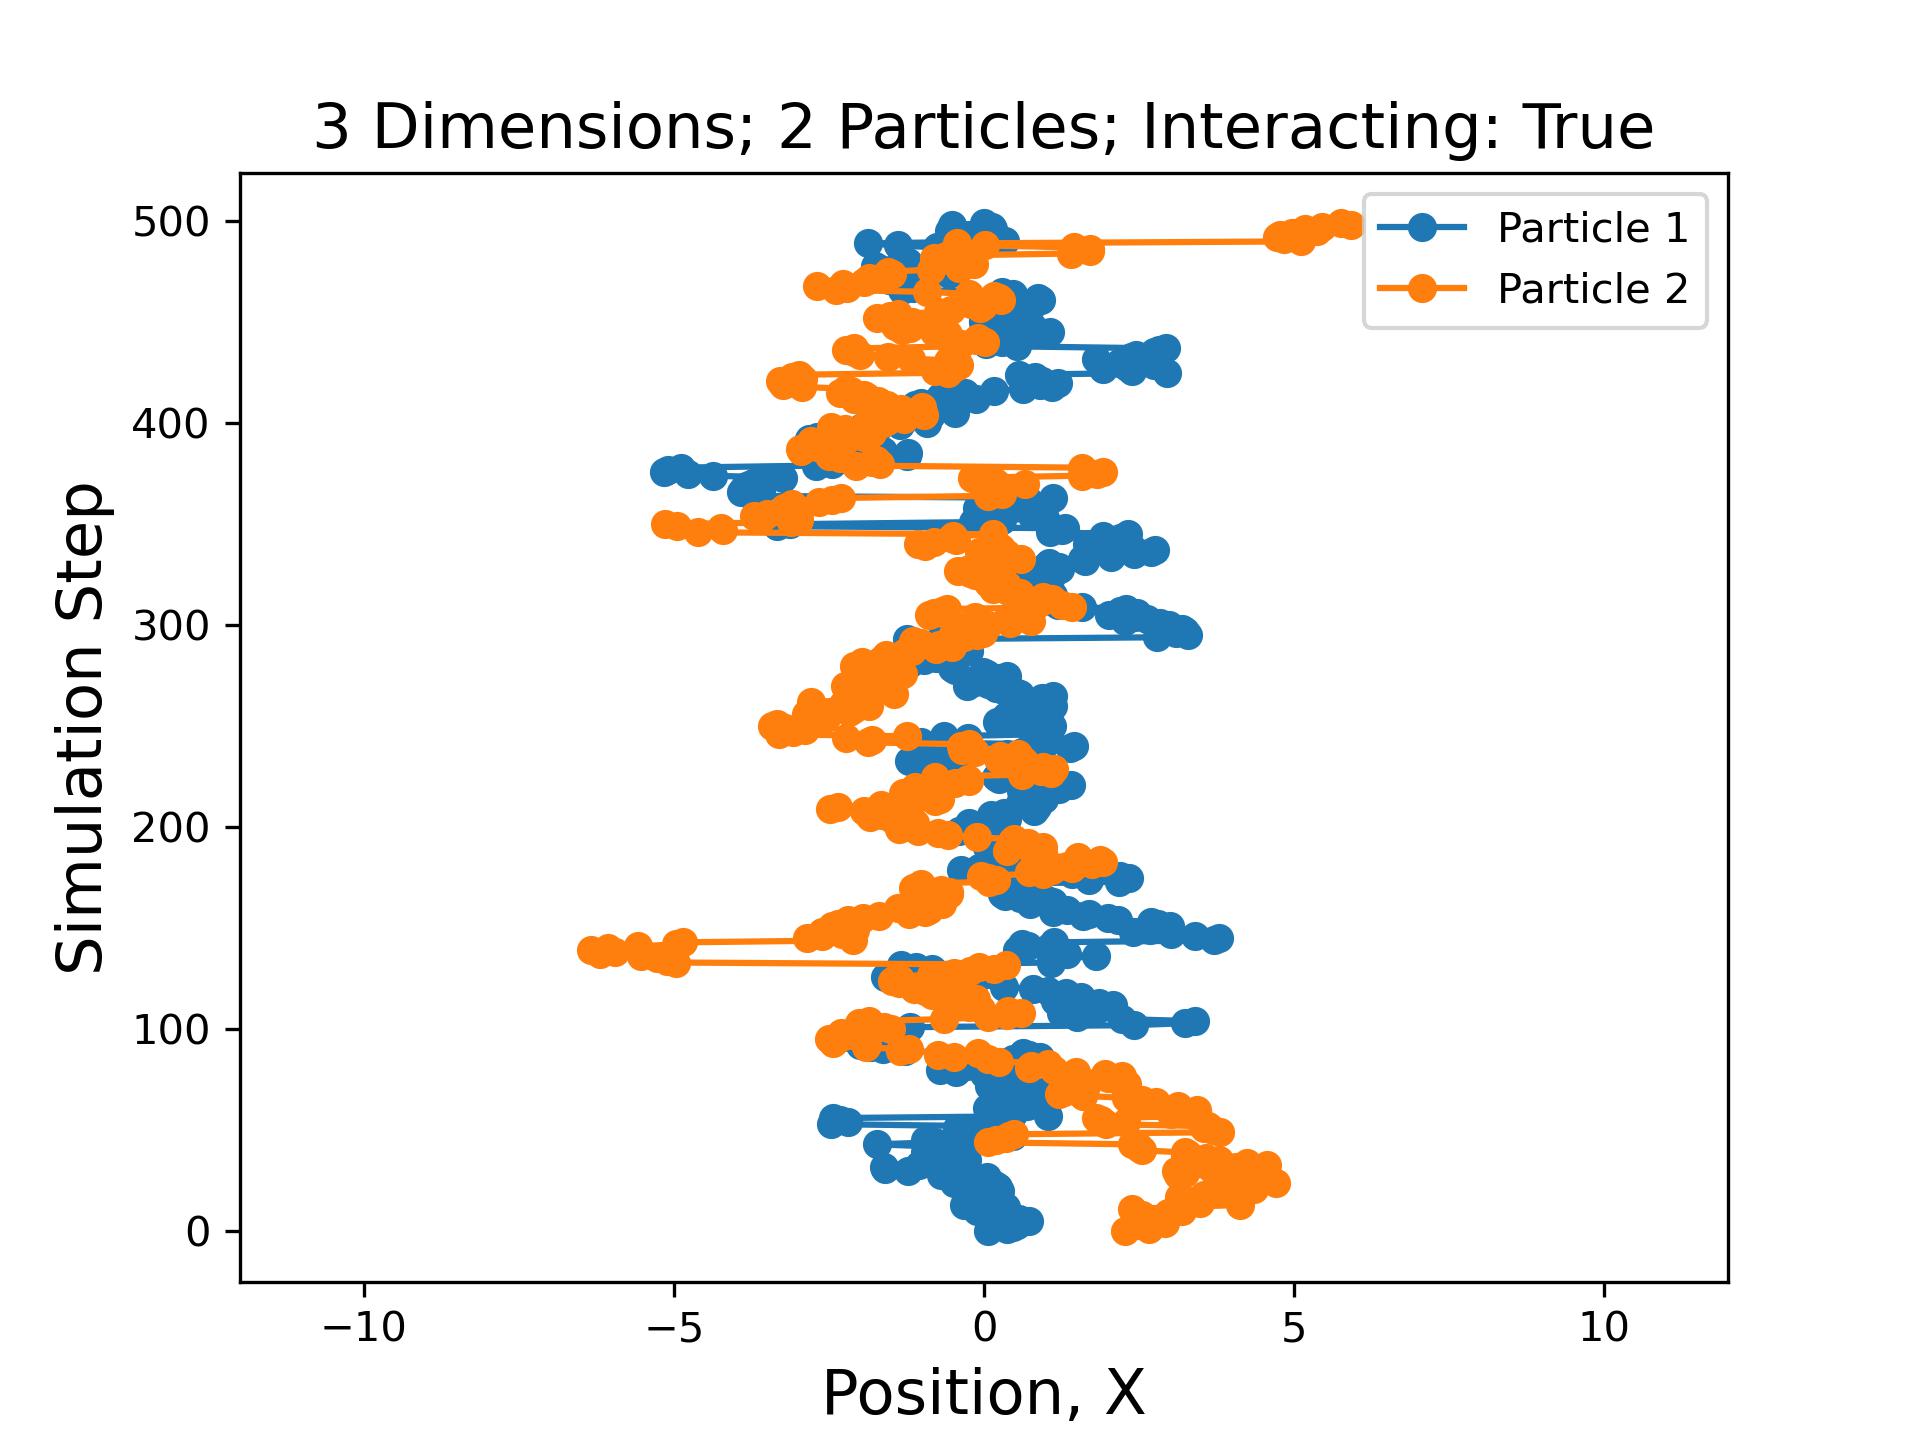 3 Dimensions; 2 Particles; Interacting: True
Particle 1
Particle 2
500
400
300
200
100
0
Simulation Step
−10
−5
0
5
10
Position, X